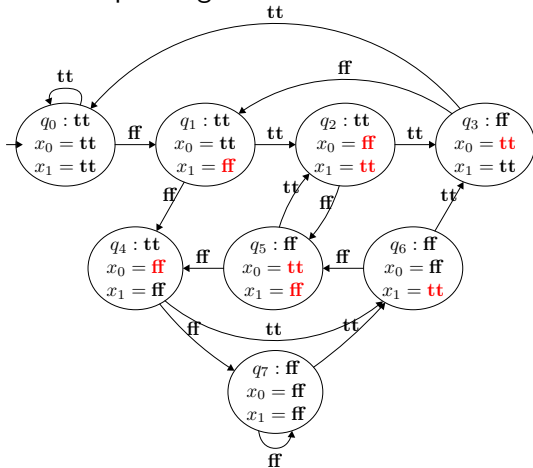 tt
tt
ff
q₀ : tt
x₀ = tt
x₁ = tt
ff
q₁ : tt
x₀ = tt
x₁ = ff
tt
q₂ : tt
x₀ = ff
x₁ = tt
tt
q₃ : ff
x₀ = tt
x₁ = tt
ff
tt
ff
tt
q₄ : tt
x₀ = ff
x₁ = ff
ff
q₅ : ff
x₀ = tt
x₁ = ff
ff
q₆ : ff
x₀ = ff
x₁ = tt
ff
tt
tt
q₇ : ff
x₀ = ff
x₁ = ff
ff